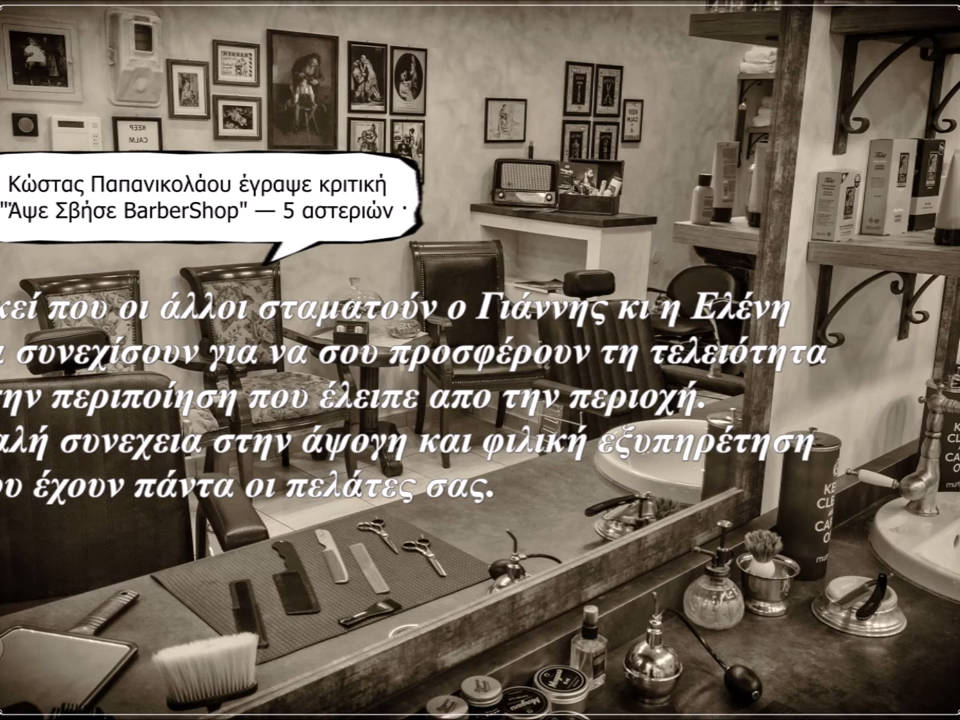 Κώστας Παπανικολάου έγραψε κριτική
"Άψε Σβήσε BarberShop" — 5 αστεριών ·
κεί που οι άλλοι σταματούν ο Γιάννης κι η Ελένη
συνεχίσουν για να σου προσφέρουν τη τελειότητα
την περιποίηση που έλειπε απο την περιοχή.
αλή συνεχεια στην άψογη και φιλική εξυπηρέτηση
ου έχουν πάντα οι πελάτες σας.
KEEP
CALM